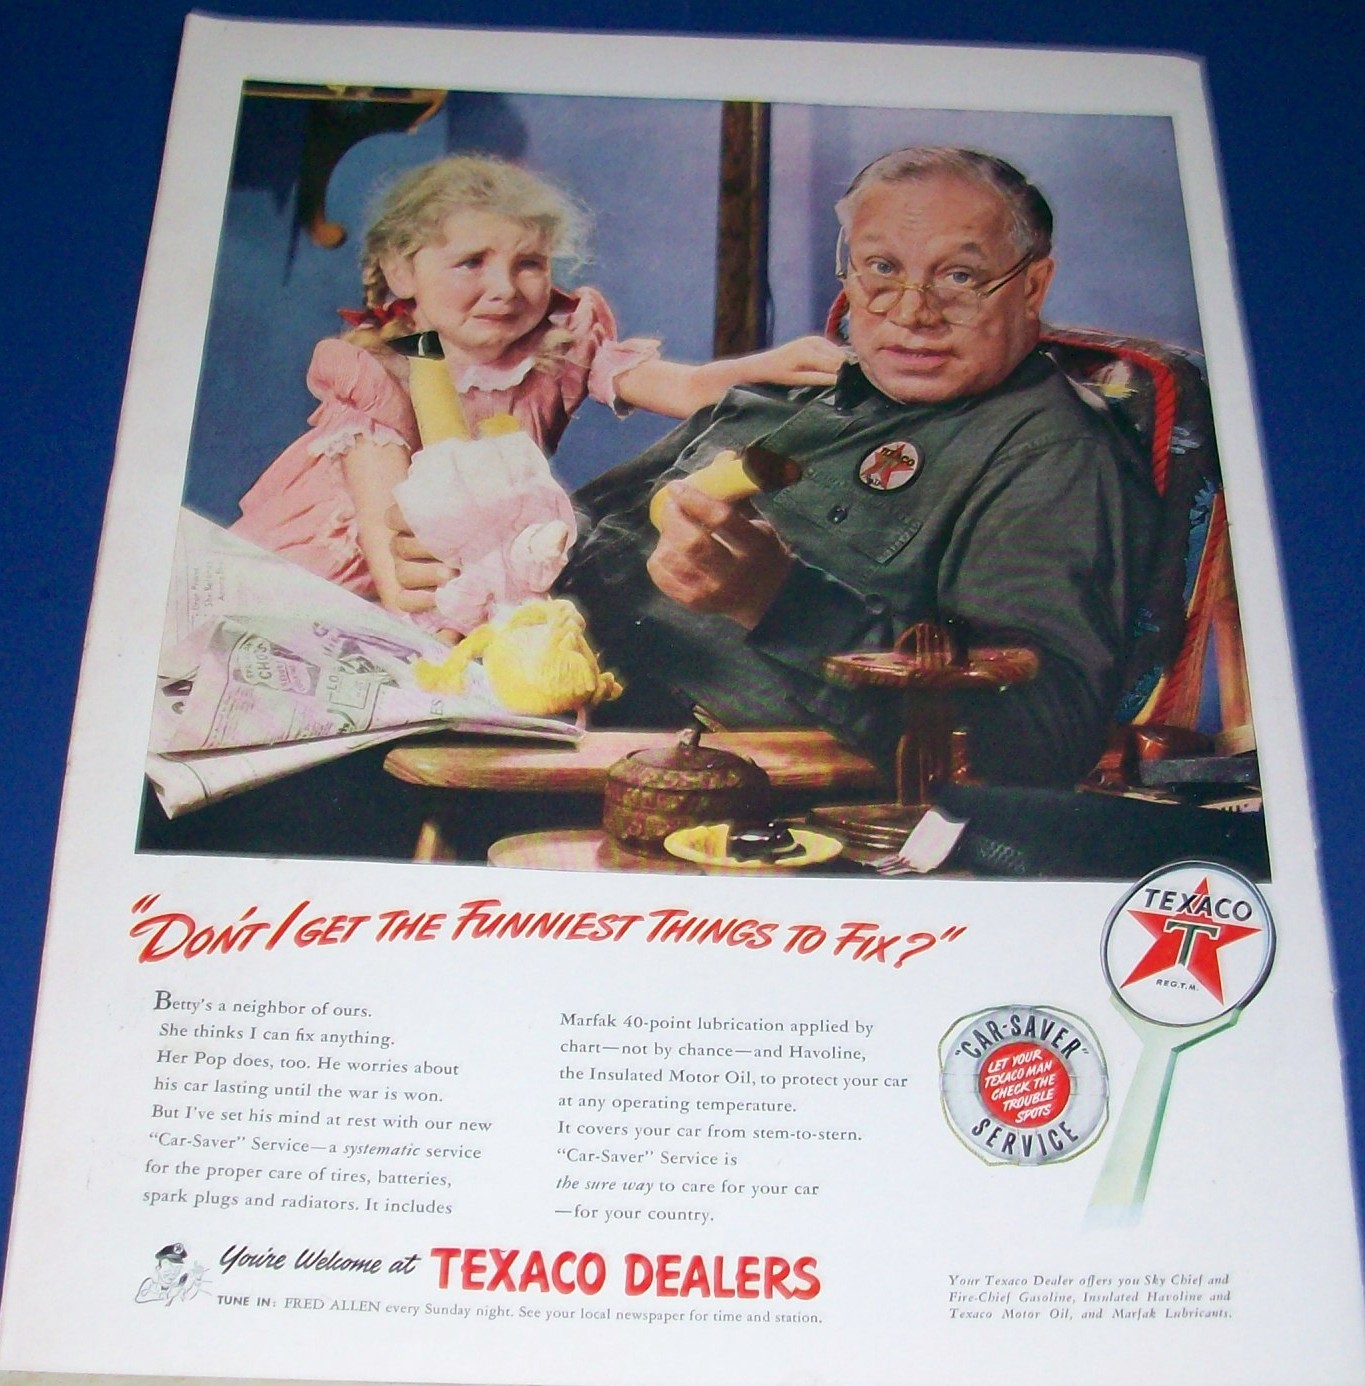 TEXACO
"DON'T I GET THE FUNNIEST THINGS TO FIX?"
Betty's a neighbor of ours.
She thinks I can fix anything.
Her Pop does, too. He worries about
his car lasting until the war is won.
But I've set his mind at rest with our new
"Car-Saver" Service—a systematic service
for the proper care of tires, batteries,
spark plugs and radiators. It includes
Marfak 40-point lubrication applied by
chart—not by chance—and Havoline,
the Insulated Motor Oil, to protect your car
at any operating temperature.
It covers your car from stem-to-stern.
"Car-Saver" Service is
the sure way to care for your car
—for your country.
"CAR-SAVER"
LET YOUR
TEXACO MAN
CHECK THE
TROUBLE
SPOTS
SERVICE
TEXACO
T
REG.T.M.
You're Welcome at TEXACO DEALERS
TUNE IN: FRED ALLEN every Sunday night. See your local newspaper for time and station.
Your Texaco Dealer offers you Sky Chief and
Fire-Chief Gasoline, Insulated Havoline and
Texaco Motor Oil, and Marfak Lubricants.